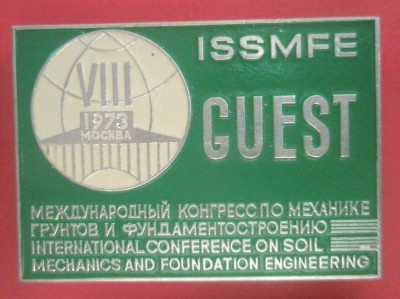 ISSMFE
VIII
1973
МОСКВА
GUEST
МЕЖДУНАРОДНЫЙ КОНГРЕСС ПО МЕХАНИКЕ
ГРУНТОВ И ФУНДАМЕНТОСТРОЕНИЮ
INTERNATIONAL CONFERENCE ON SOIL
MECHANICS AND FOUNDATION ENGINEERING